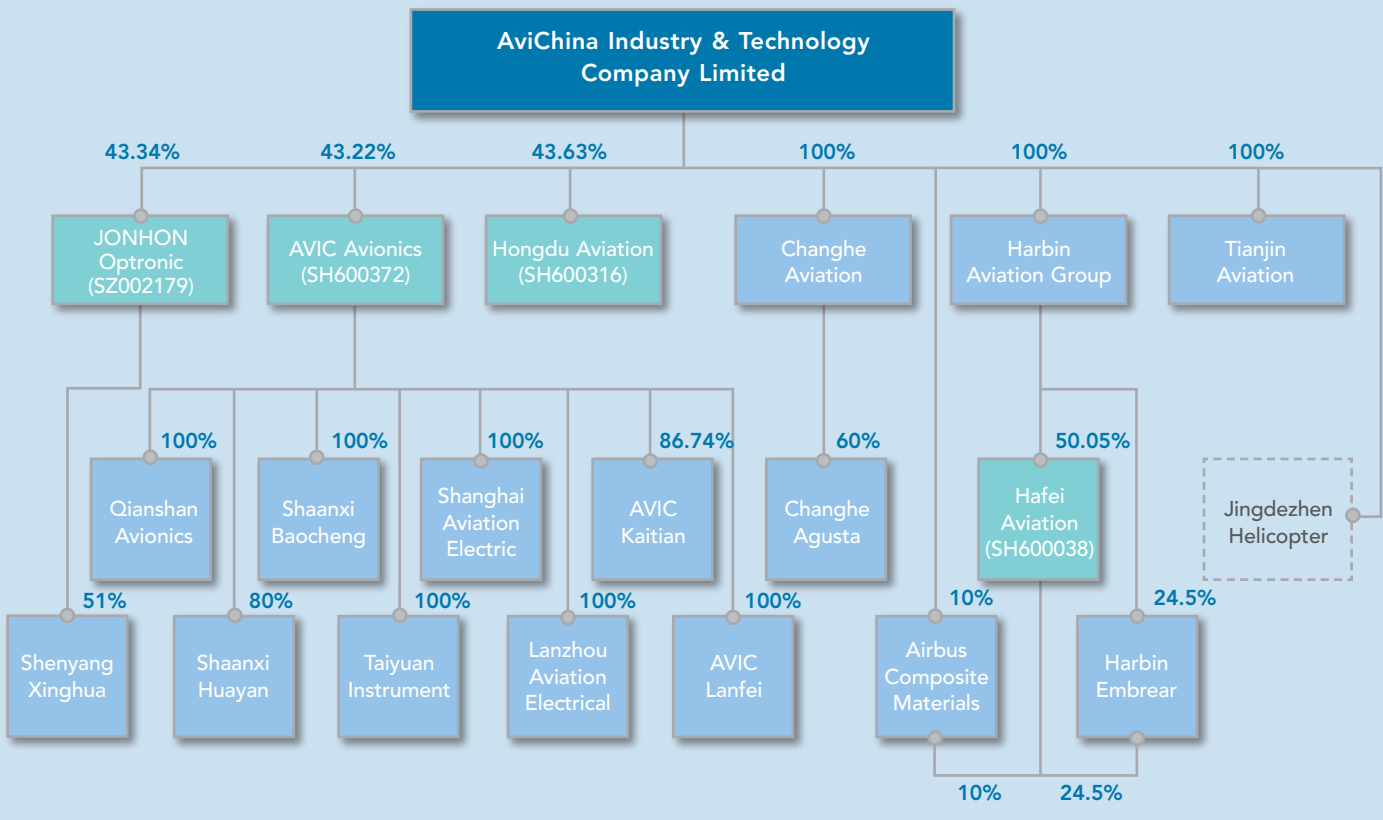 AviChina Industry & Technology
Company Limited
43.34%
43.22%
43.63%
100%
100%
100%
JONHON
Optronic
(SZ002179)
AVIC Avionics
(SH600372)
Hongdu Aviation
(SH600316)
Changhe
Aviation
Harbin
Aviation Group
Tianjin
Aviation
100%
100%
100%
86.74%
60%
50.05%
Qianshan
Avionics
Shaanxi
Baocheng
Shanghai
Aviation
Electric
AVIC
Kaitian
Changhe
Agusta
Hafei
Aviation
(SH600038)
Jingdezhen
Helicopter
51%
80%
100%
100%
100%
10%
24.5%
Shenyang
Xinghua
Shaanxi
Huayan
Taiyuan
Instrument
Lanzhou
Aviation
Electrical
AVIC
Lanfei
Airbus
Composite
Materials
Harbin
Embrear
10%
24.5%